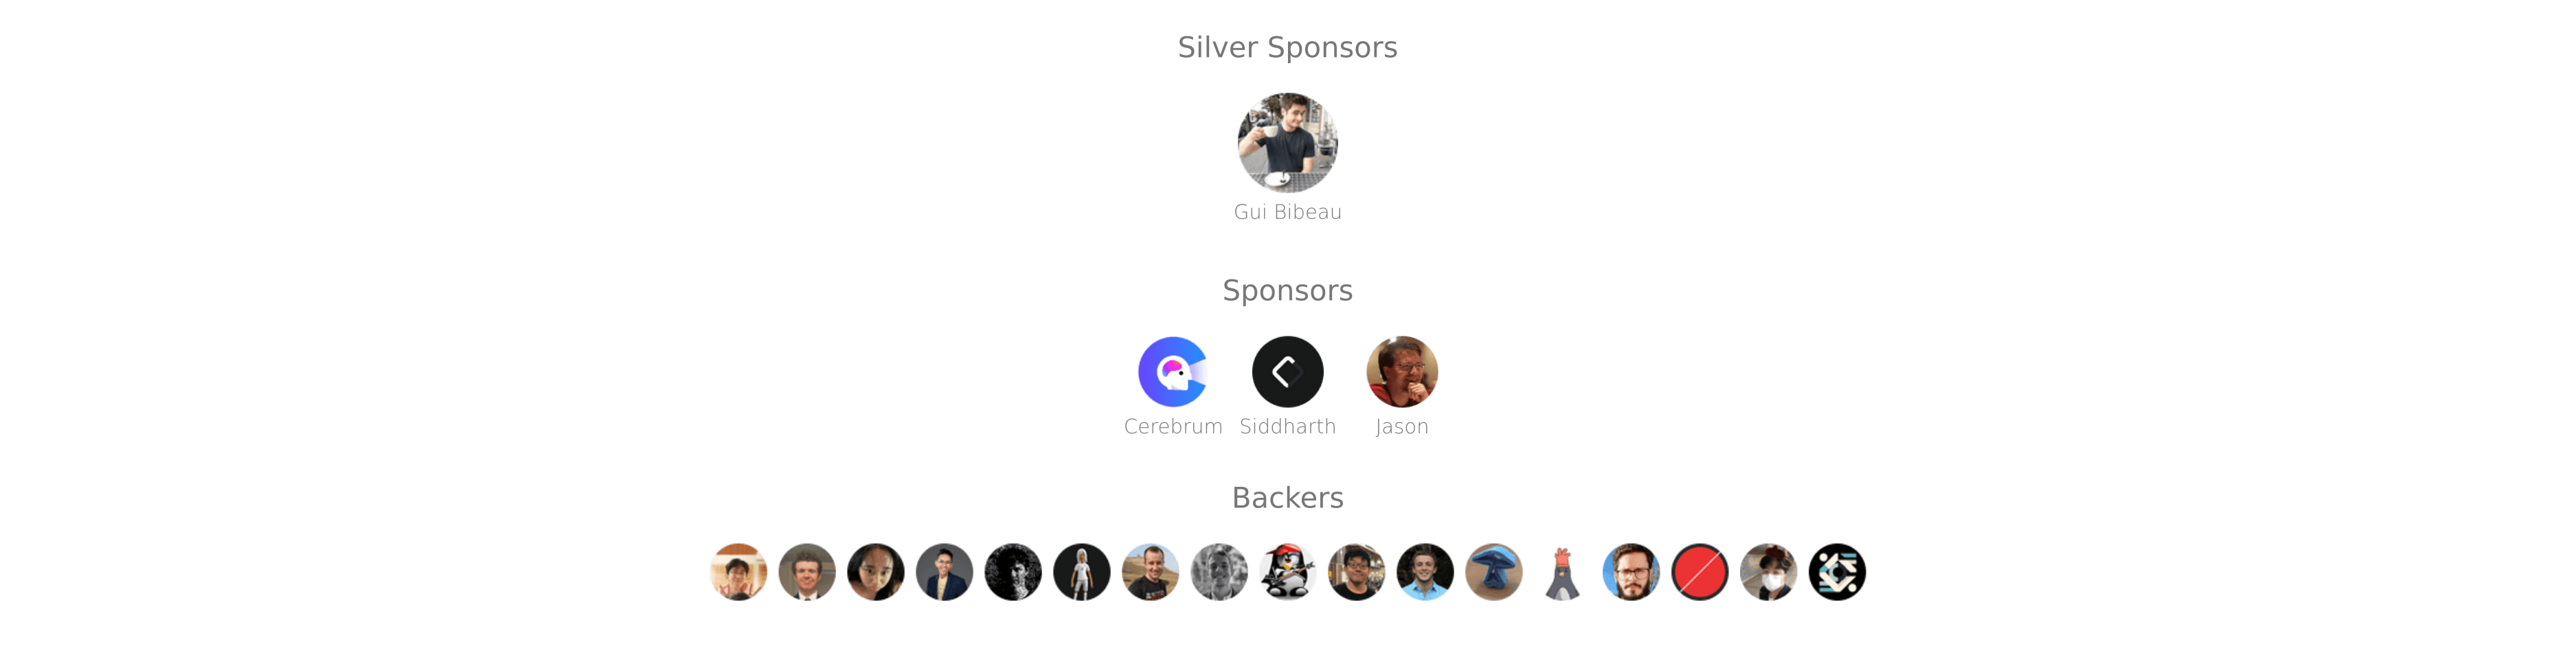 Silver Sponsors
Gui Bibeau
Sponsors
Cerebrum Siddharth Jason
Backers